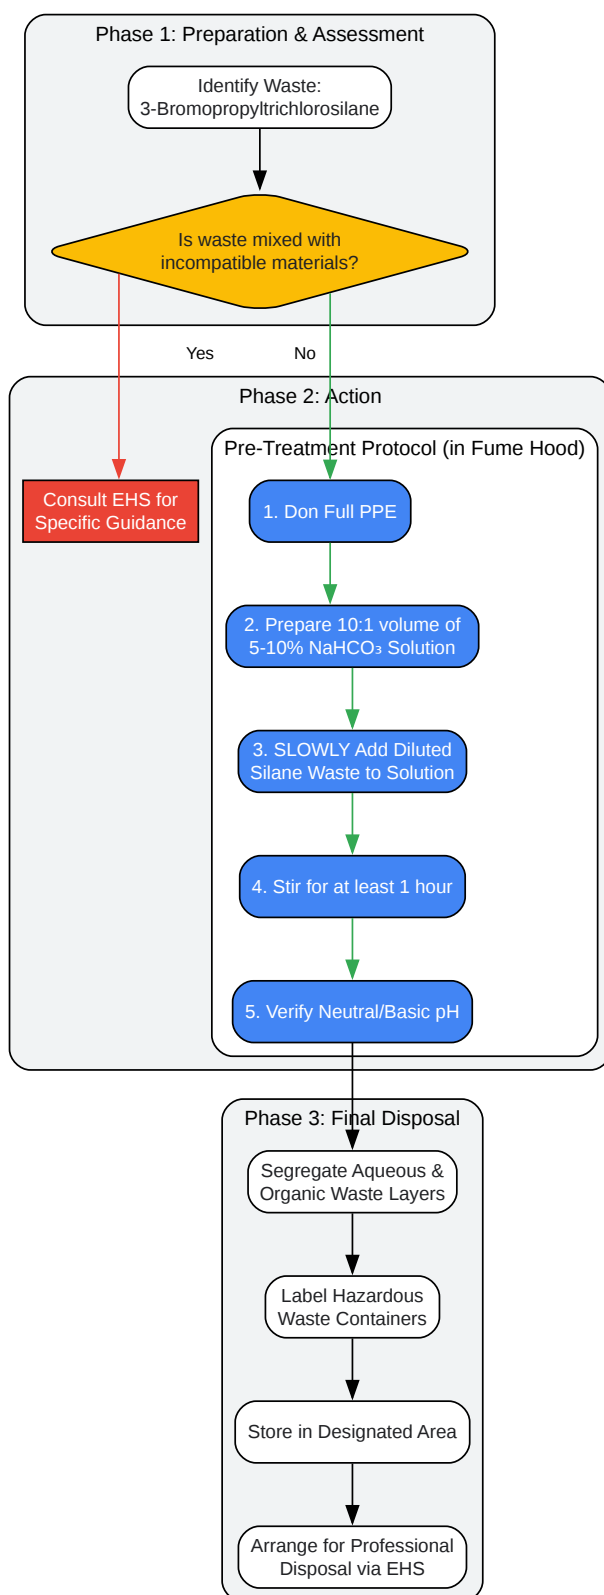 Phase 1: Preparation & Assessment
Identify Waste:
3-Bromopropyltrichlorosilane
Is waste mixed with
incompatible materials?
Yes
No
Phase 2: Action
Pre-Treatment Protocol (in Fume Hood)
Consult EHS for
Specific Guidance
1. Don Full PPE
2. Prepare 10:1 volume of
5-10% NaHCO₃ Solution
3. SLOWLY Add Diluted
Silane Waste to Solution
4. Stir for at least 1 hour
5. Verify Neutral/Basic pH
Phase 3: Final Disposal
Segregate Aqueous &
Organic Waste Layers
Label Hazardous
Waste Containers
Store in Designated Area
Arrange for Professional
Disposal via EHS